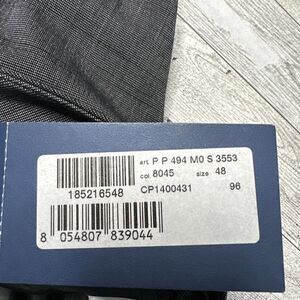 art. P P 494 M0 S 3553
col. 8045 size 48
185216548
CP1400431 96
8 054807 839044